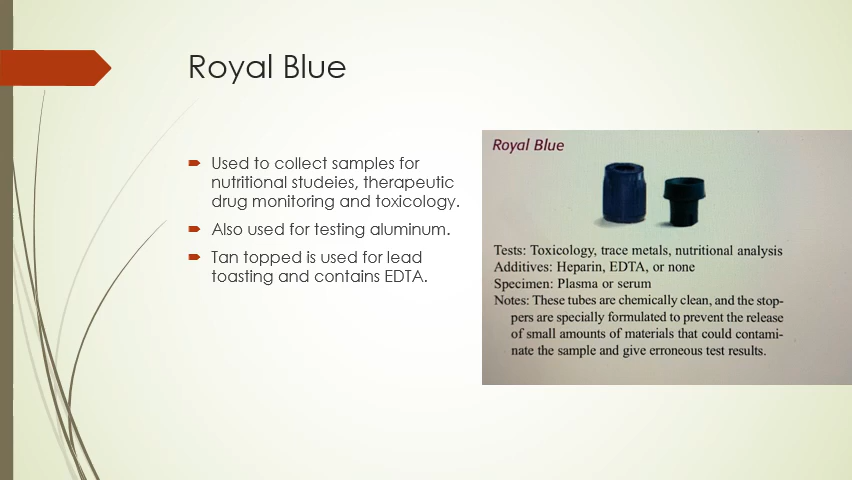 Royal Blue
Used to collect samples for
nutritional studeies, therapeutic
drug monitoring and toxicology.
Also used for testing aluminum.
Tan topped is used for lead
toasting and contains EDTA.
Royal Blue
Tests: Toxicology, trace metals, nutritional analysis
Additives: Heparin, EDTA, or none
Specimen: Plasma or serum
Notes: These tubes are chemically clean, and the stop-
pers are specially formulated to prevent the release
of small amounts of materials that could contami-
nate the sample and give erroneous test results.